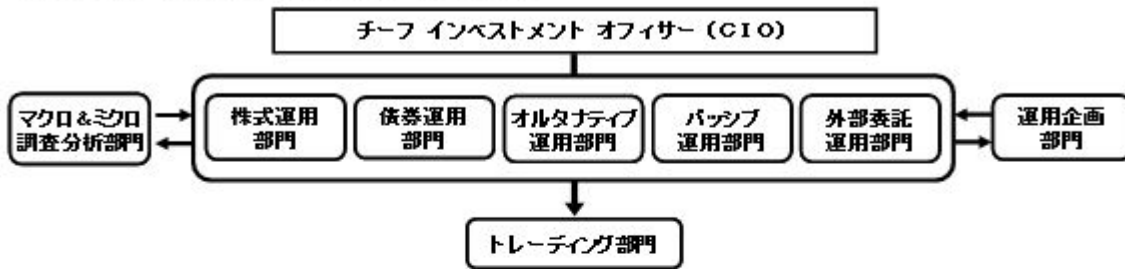 チーフ インベストメント オフィサー (CIO)
マクロ&ミクロ
調査分析部門
株式運用
部門
債券運用
部門
オルタナティブ
運用部門
パッシブ
運用部門
外部委託
運用部門
運用企画
部門
トレーディング部門